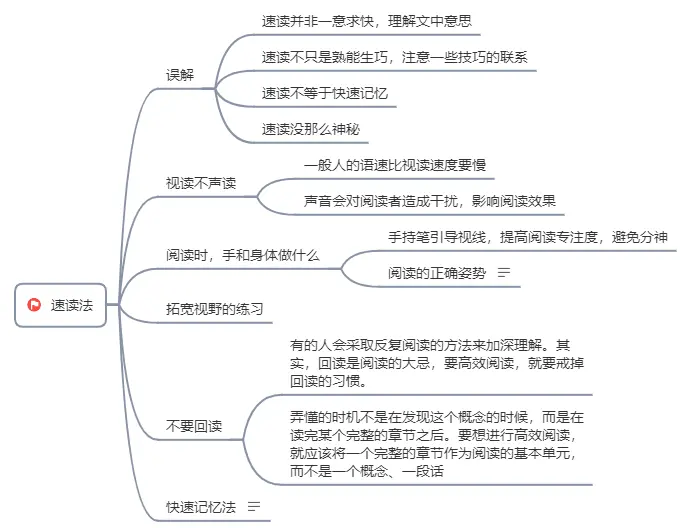 速读法
误解
速读并非一意求快，理解文中意思
速读不只是熟能生巧，注意一些技巧的联系
速读不等于快速记忆
速读没那么神秘
视读不声读
一般人的语速比视读速度要慢
声音会对阅读者造成干扰，影响阅读效果
阅读时，手和身体做什么
手持笔引导视线，提高阅读专注度，避免分神
阅读的正确姿势
拓宽视野的练习
不要回读
有的人会采取反复阅读的方法来加深理解。其
实，回读是阅读的大忌，要高效阅读，就要戒掉
回读的习惯。
弄懂的时机不是在发现这个概念的时候，而是在
读完某个完整的章节之后。要想进行高效阅读，
就应该将一个完整的章节作为阅读的基本单元，
而不是一个概念、一段话
快速记忆法